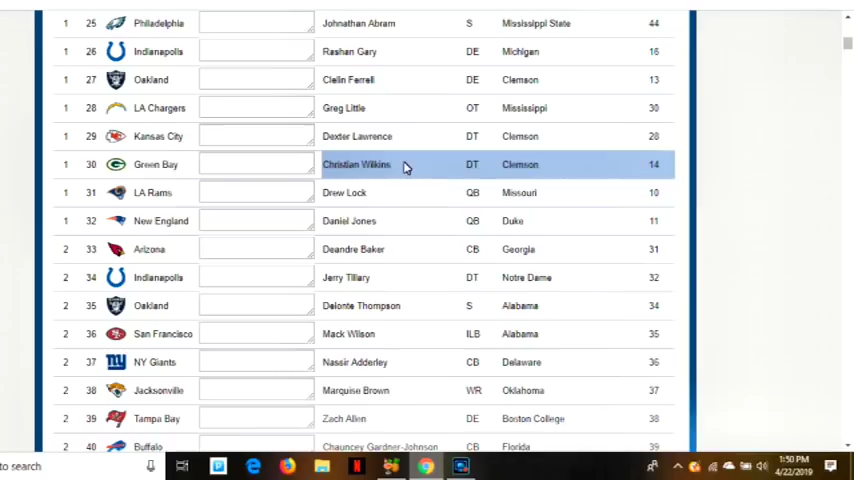 1 25 Philadelphia Johnathan Abram S Mississippi State 44
1 26 Indianapolis Rashan Gary DE Michigan 16
1 27 Oakland Clelin Ferrell DE Clemson 13
1 28 LA Chargers Greg Little OT Mississippi 30
1 29 Kansas City Dexter Lawrence DT Clemson 28
1 30 Green Bay Christian Wilkins DT Clemson 14
1 31 LA Rams Drew Lock QB Missouri 10
1 32 New England Daniel Jones QB Duke 11
2 33 Arizona Deandre Baker CB Georgia 31
2 34 Indianapolis Jerry Tillary DT Notre Dame 32
2 35 Oakland Deionte Thompson S Alabama 34
2 36 San Francisco Mack Wilson ILB Alabama 35
2 37 NY Giants Nassir Adderley CB Delaware 36
2 38 Jacksonville Marquise Brown WR Oklahoma 37
2 39 Tampa Bay Zach Allen DE Boston College 38
2 40 Buffalo Chauncey Gardner-Johnson CB Florida 39
to search
1:50 PM
4/22/2019